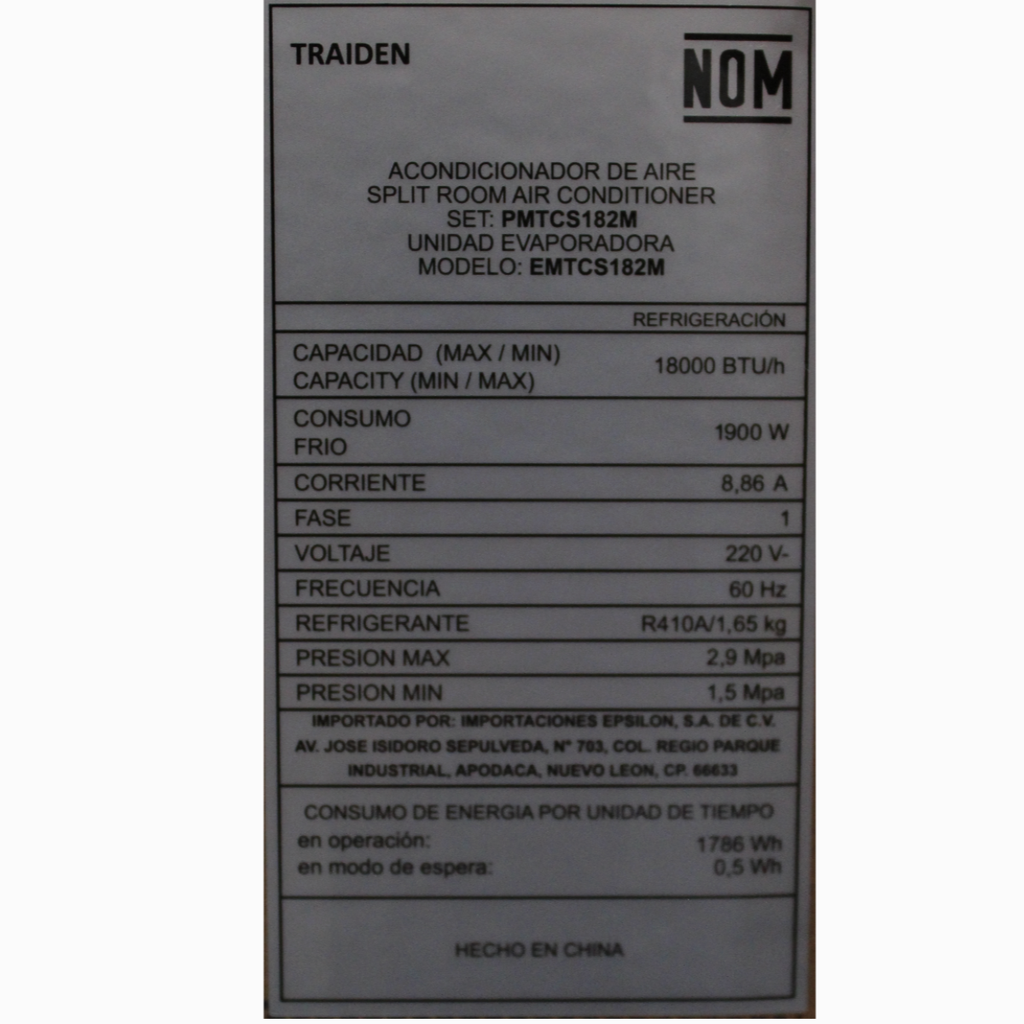 TRAIDEN
NOM
ACONDICIONADOR DE AIRE
SPLIT ROOM AIR CONDITIONER
SET: PMTCS182M
UNIDAD EVAPORADORA
MODELO: EMTCS182M
REFRIGERACIÓN
CAPACIDAD (MAX / MIN)
CAPACITY (MIN / MAX)
18000 BTU/h
CONSUMO
FRIO
1900 W
CORRIENTE 8,86 A
FASE 1
VOLTAJE 220 V-
FRECUENCIA 60 Hz
REFRIGERANTE R410A/1,65 kg
PRESION MAX 2,9 Mpa
PRESION MIN 1,5 Mpa
IMPORTADO POR: IMPORTACIONES EPSILON, S.A. DE C.V.
AV. JOSE ISIDORO SEPULVEDA, N° 703, COL. REGIO PARQUE
INDUSTRIAL, APODACA, NUEVO LEON, CP. 66633
CONSUMO DE ENERGIA POR UNIDAD DE TIEMPO
en operación: 1786 Wh
en modo de espera: 0,5 Wh
HECHO EN CHINA